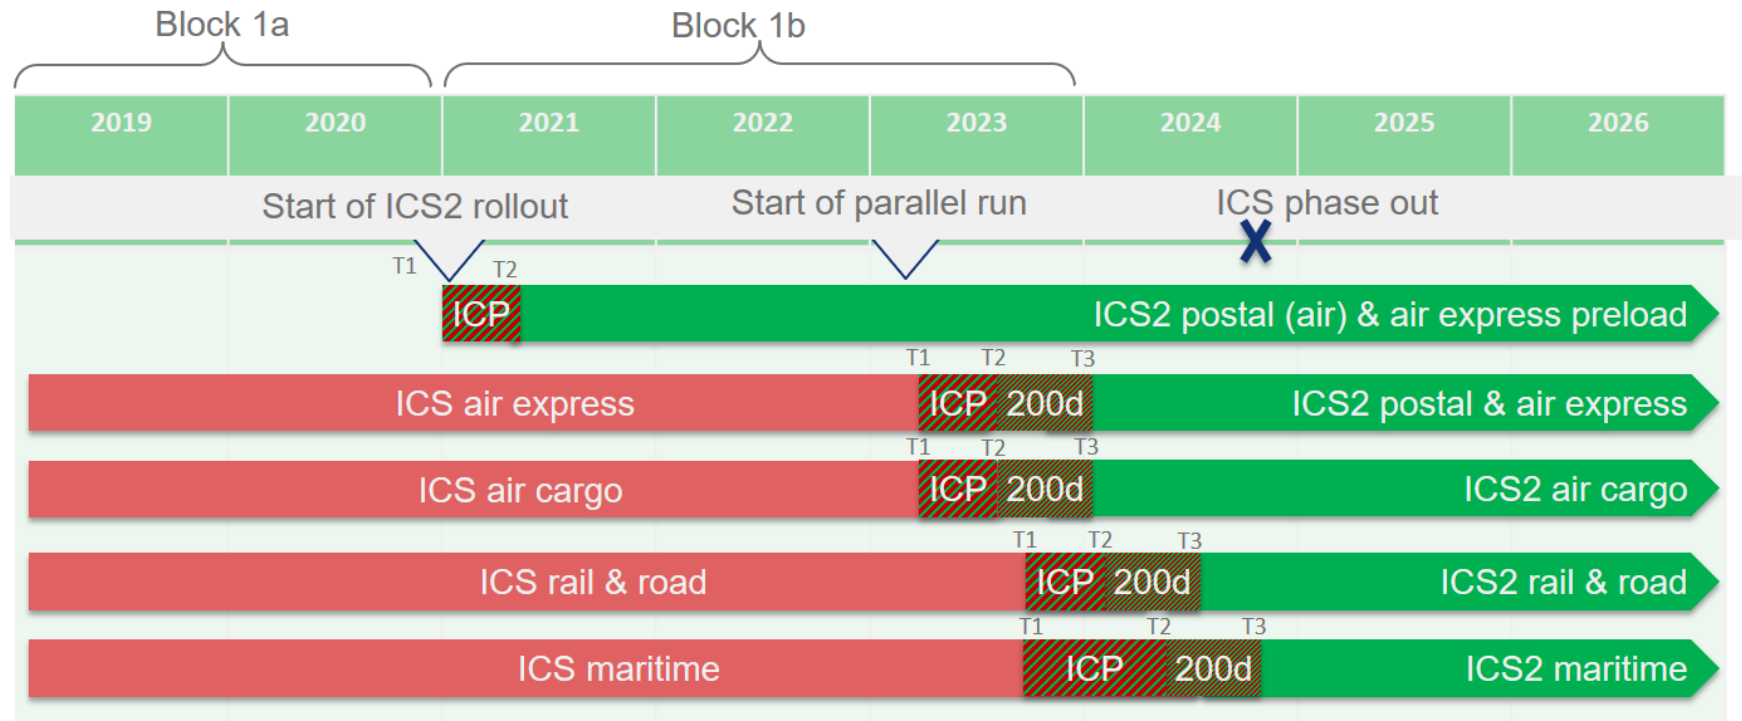 Block 1a
Block 1b
2019 2020 2021 2022 2023 2024 2025 2026
Start of ICS2 rollout Start of parallel run ICS phase out
X
T1 T2
ICP ICS2 postal (air) & air express preload
T1 T2 T3
ICS air express ICP 200d ICS2 postal & air express
T1 T2 T3
ICS air cargo ICP 200d ICS2 air cargo
T1 T2 T3
ICS rail & road ICP 200d ICS2 rail & road
T1 T2 T3
ICS maritime ICP 200d ICS2 maritime